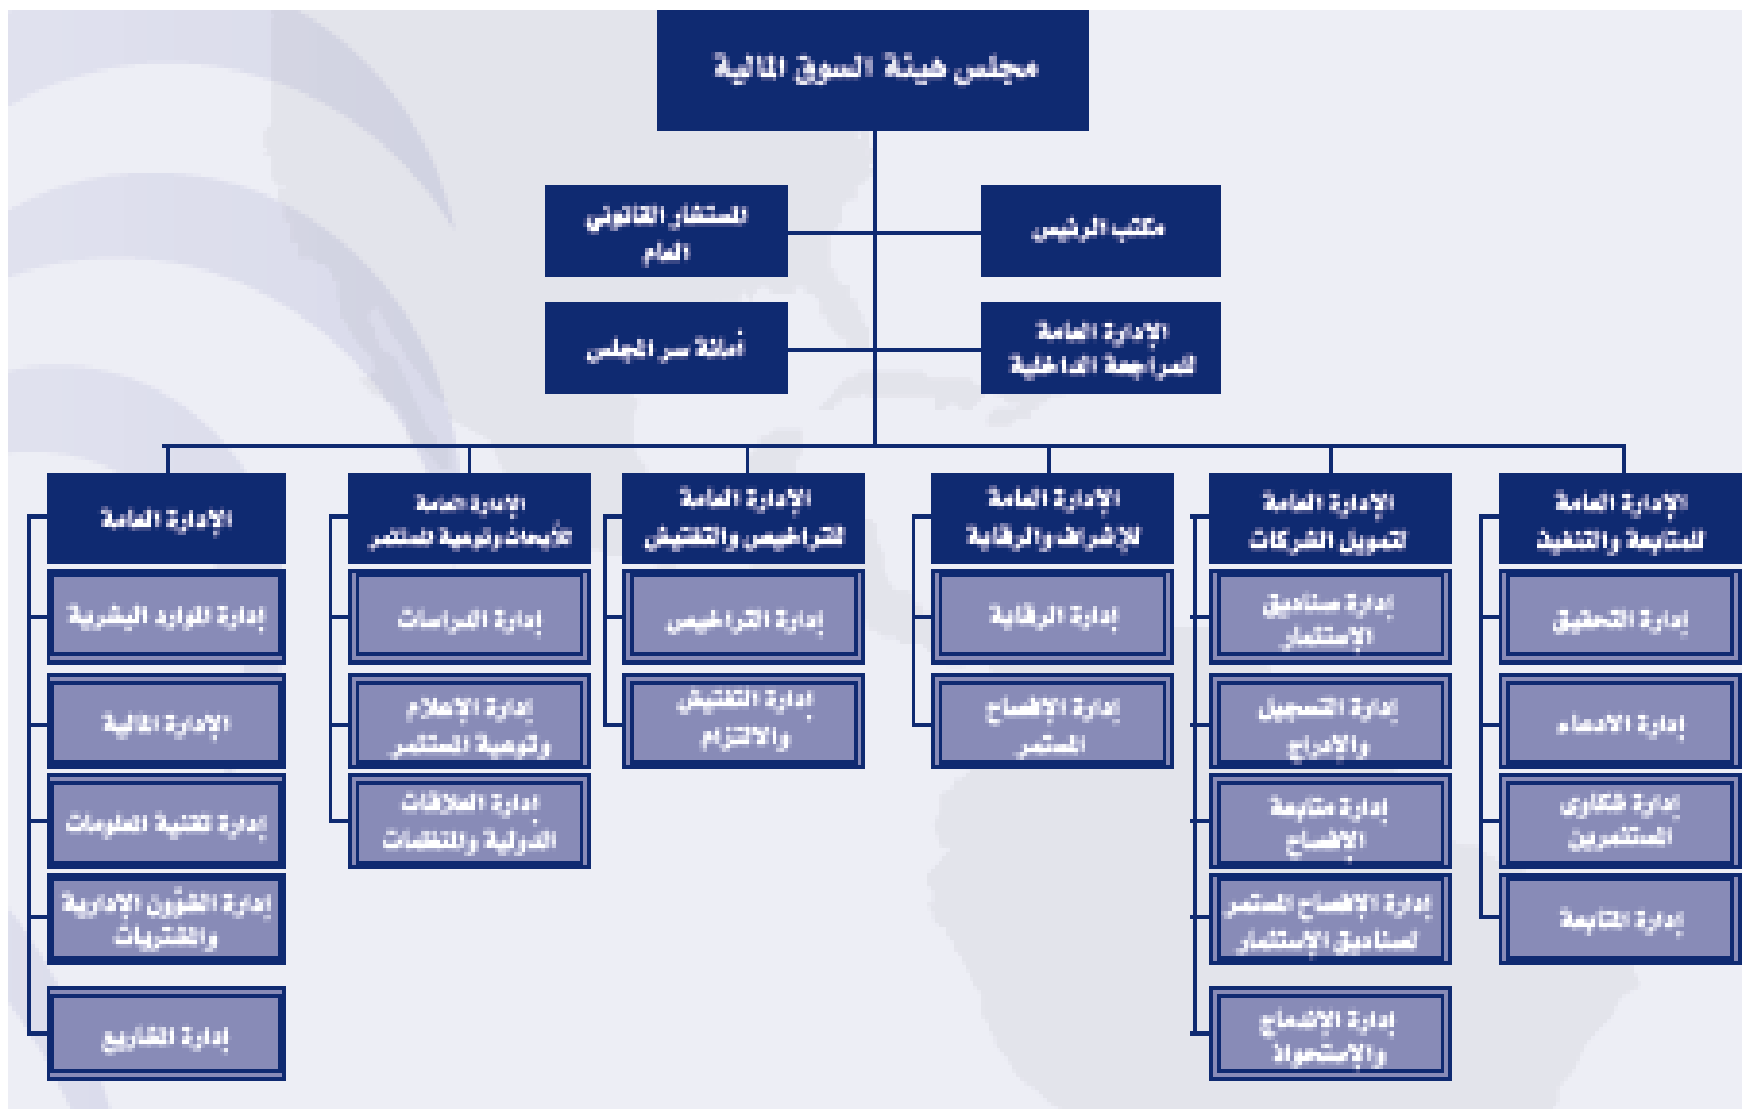 مجلس هيئة السوق المالية
مكتب الرئيس
المستشار القانوني
العام
الإدارة العامة
للمراجعة الداخلية
أمانة سر المجلس
الإدارة العامة
للمتابعة والتنفيذ
إدارة التحقيق
إدارة الادعاء
إدارة شكاوى
المستثمرين
إدارة المتابعة
الإدارة العامة
لتمويل الشركات
إدارة صناديق
الإستثمار
إدارة التسجيل
والإدراج
إدارة متابعة
الإفصاح
إدارة الإفصاح المستمر
لصناديق الإستثمار
إدارة الإندماج
والإستحواذ
الإدارة العامة
للإشراف والرقابة
إدارة الرقابة
إدارة الإفصاح
المستمر
الإدارة العامة
للتراخيص والتفتيش
إدارة التراخيص
إدارة التفتيش
والالتزام
الإدارة العامة
للأبحاث وتوعية المستثمر
إدارة الدراسات
إدارة الإعلام
وتوعية المستثمر
إدارة العلاقات
الدولية والمنظمات
الإدارة العامة
إدارة الموارد البشرية
الإدارة المالية
إدارة تقنية المعلومات
إدارة الشؤون الإدارية
والمشتريات
إدارة المشاريع